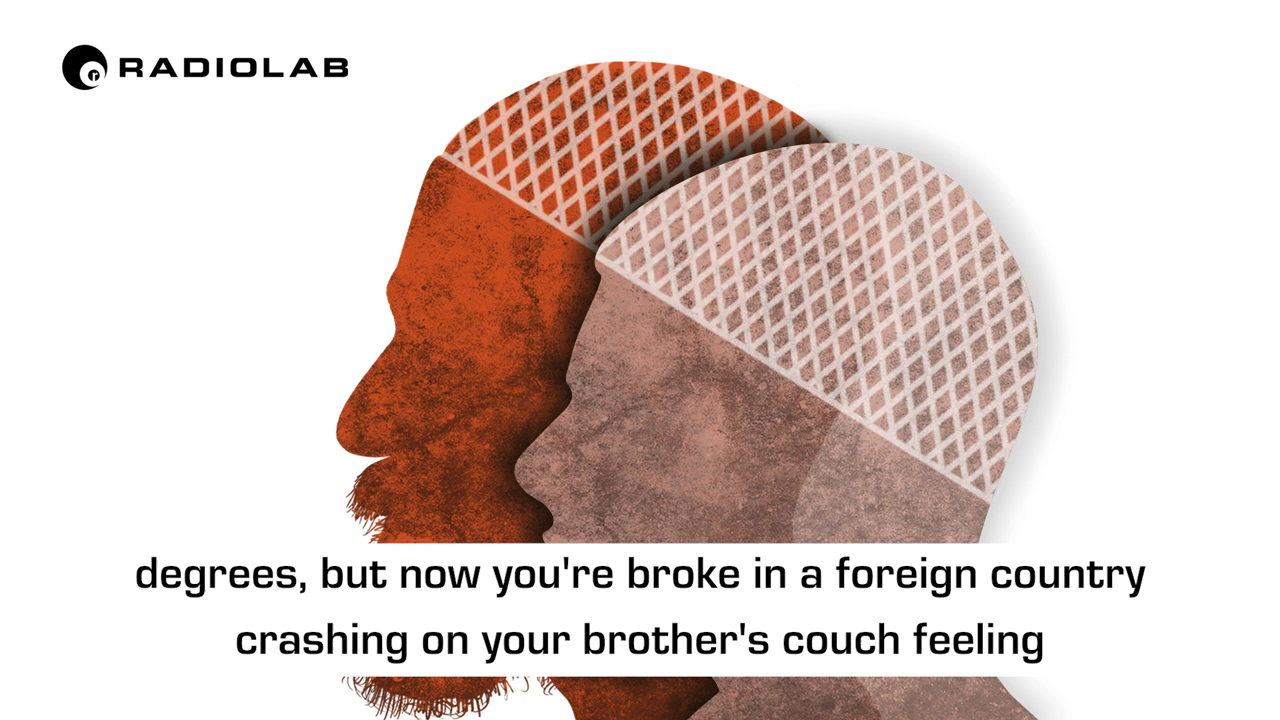 RADIOLAB
degrees, but now you're broke in a foreign country
crashing on your brother's couch feeling